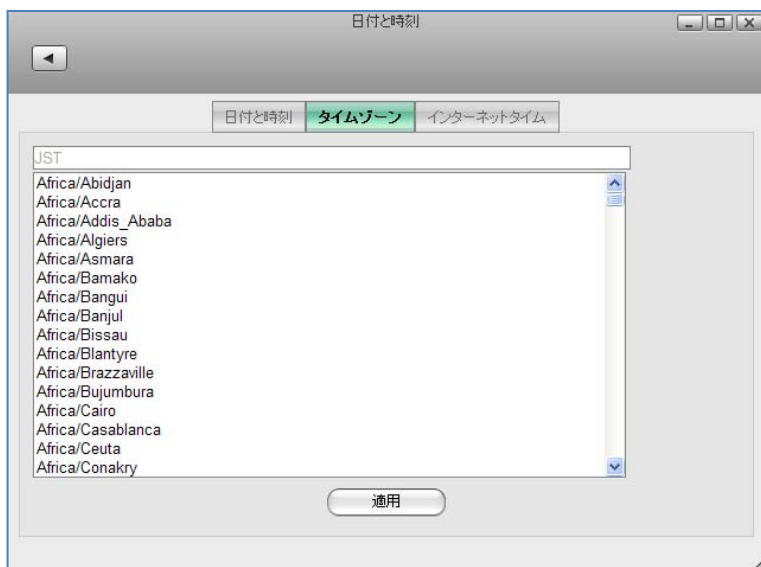 日付と時刻
日付と時刻 タイムゾーン インターネットタイム
JST
Africa/Abidjan
Africa/Accra
Africa/Addis_Ababa
Africa/Algiers
Africa/Asmara
Africa/Bamako
Africa/Bangui
Africa/Banjul
Africa/Bissau
Africa/Blantyre
Africa/Brazzaville
Africa/Bujumbura
Africa/Cairo
Africa/Casablanca
Africa/Ceuta
Africa/Conakry
適用